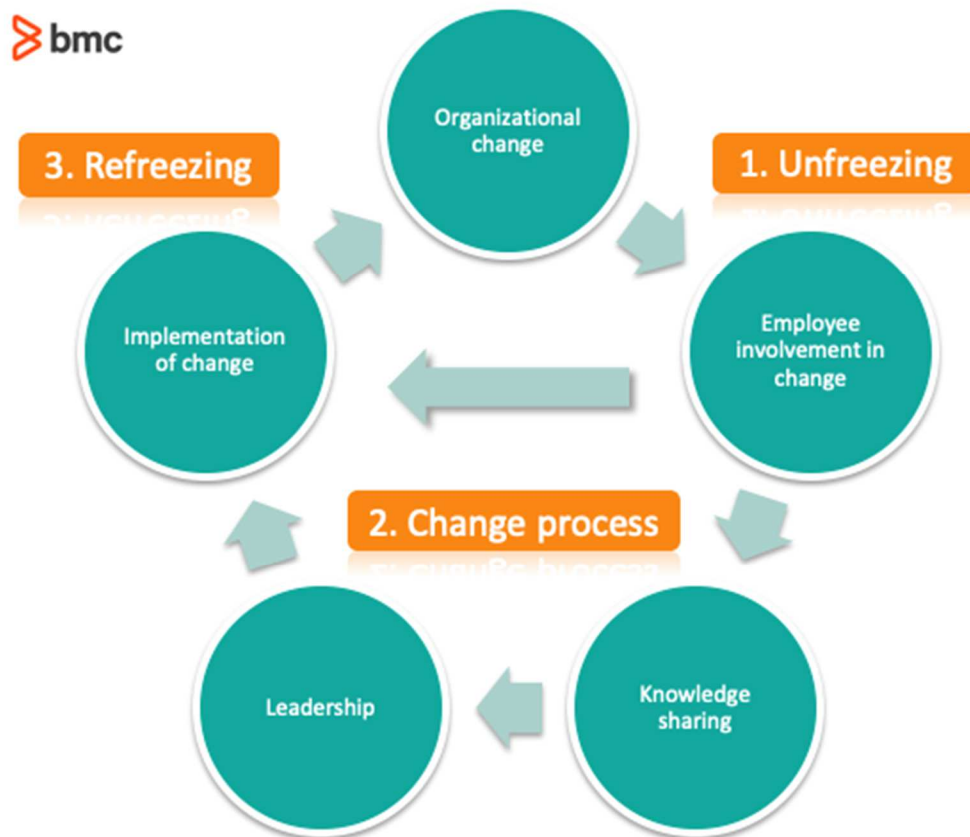 bmc
Organizational
change
3. Refreezing
1. Unfreezing
Implementation
of change
Employee
involvement in
change
2. Change process
Leadership
Knowledge
sharing